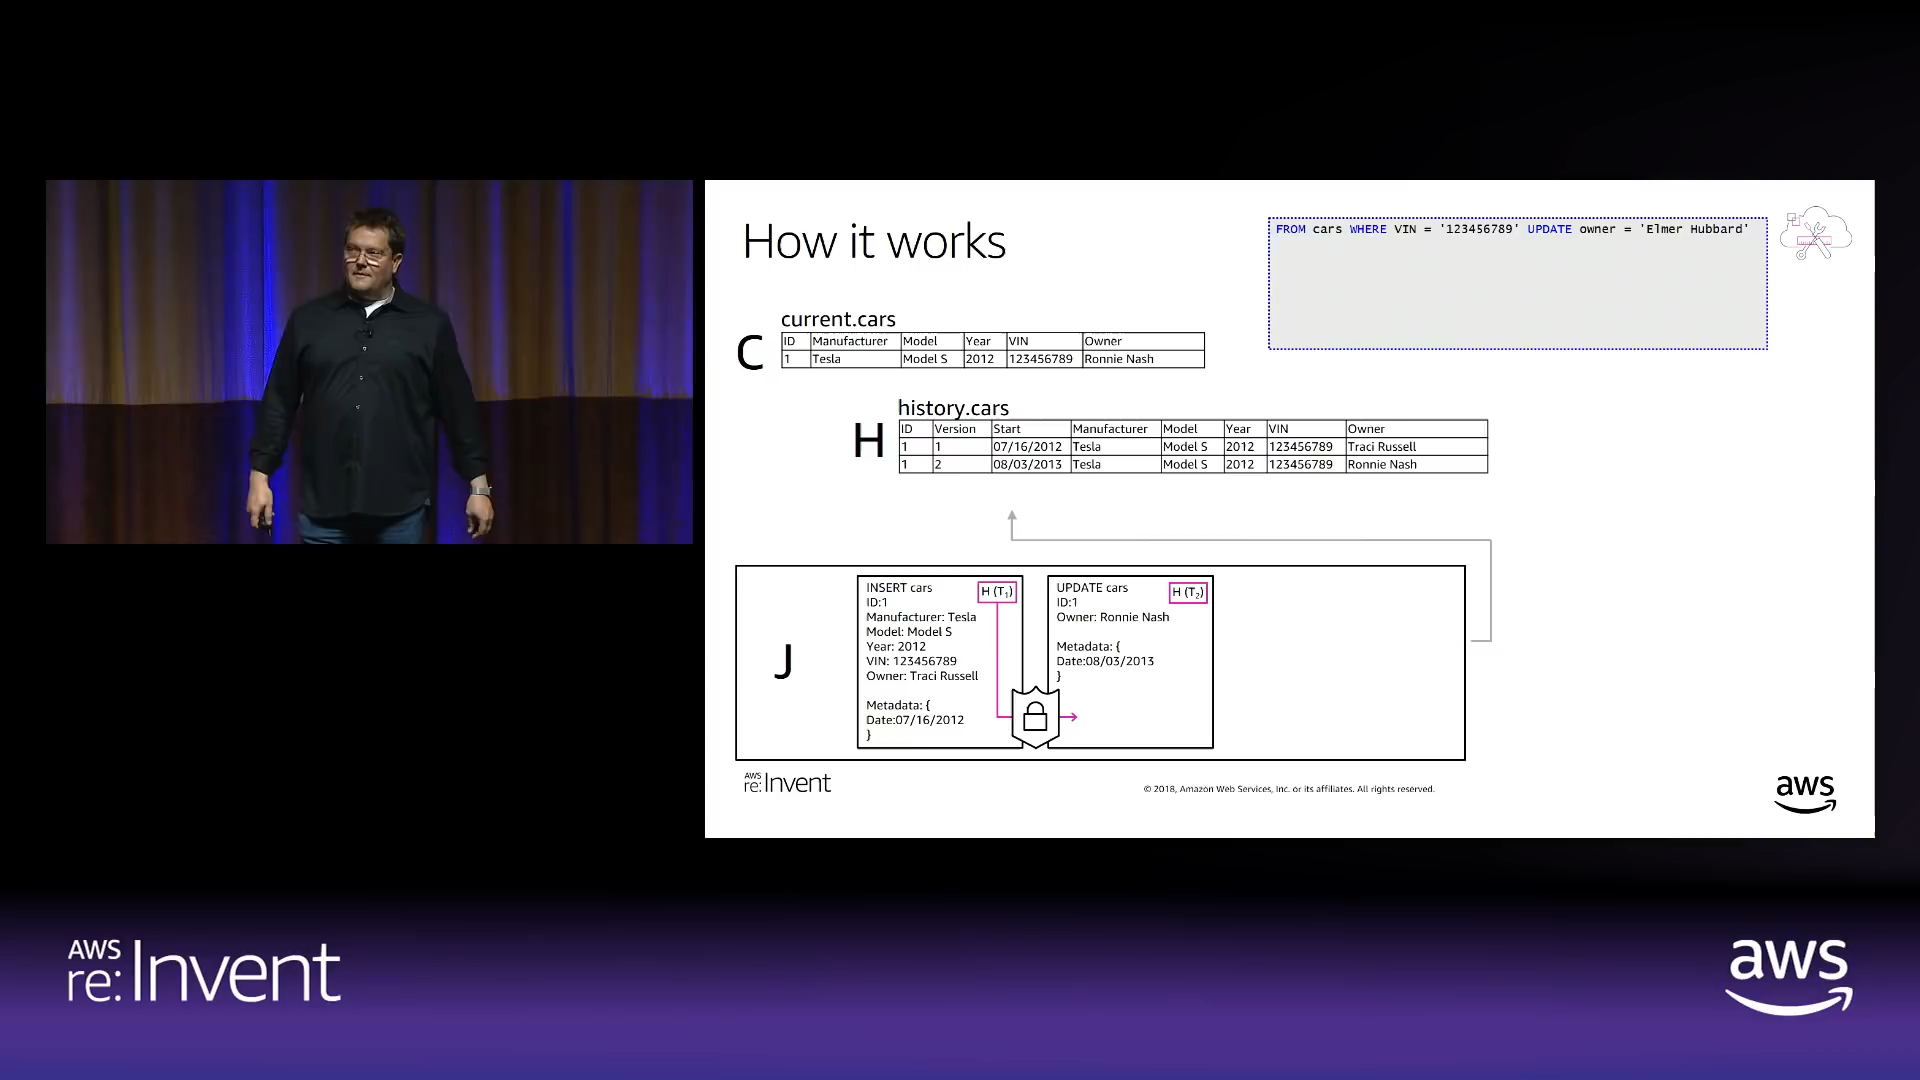 How it works
FROM cars WHERE VIN = '123456789' UPDATE owner = 'Elmer Hubbard'
current.cars
C
ID Manufacturer Model Year VIN Owner
1 Tesla Model S 2012 123456789 Ronnie Nash
history.cars
H
ID Version Start Manufacturer Model Year VIN Owner
1 1 07/16/2012 Tesla Model S 2012 123456789 Traci Russell
1 2 08/03/2013 Tesla Model S 2012 123456789 Ronnie Nash
J
INSERT cars
H (T1)
ID:1
Manufacturer: Tesla
Model: Model S
Year: 2012
VIN: 123456789
Owner: Traci Russell
Metadata: {
Date:07/16/2012
}
UPDATE cars
H (T2)
ID:1
Owner: Ronnie Nash
Metadata: {
Date:08/03/2013
}
AWS
re:Invent
© 2018, Amazon Web Services, Inc. or its affiliates. All rights reserved.
aws
AWS
re:Invent
aws